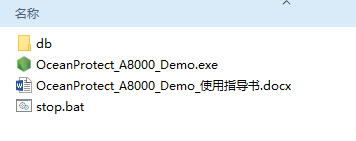 名称
db
OceanProtect_A8000_Demo.exe
OceanProtect_A8000_Demo_使用指导书.docx
stop.bat